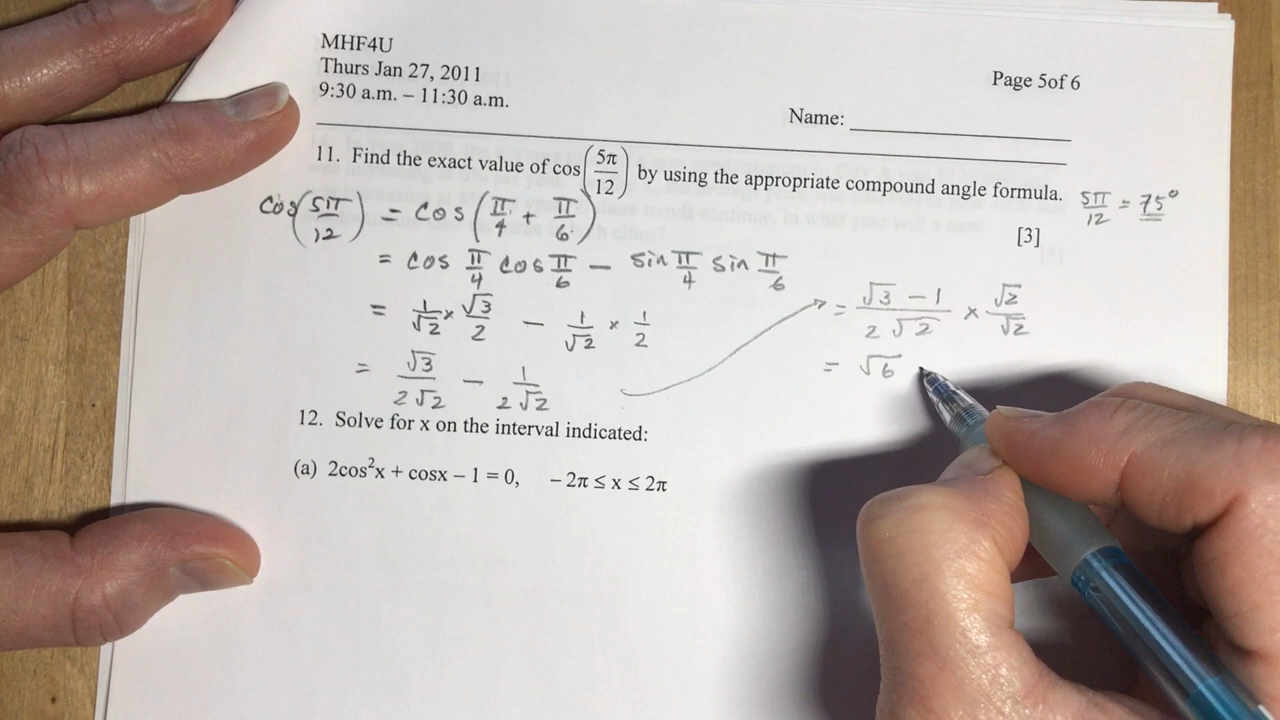 MHF4U
Thurs Jan 27, 2011
9:30 a.m. – 11:30 a.m.
Page 5of 6
Name: ____________________
11. Find the exact value of cos(5π/12) by using the appropriate compound angle formula.
[3]
5π/12 = 75°
cos(5π/12) = cos(π/4 + π/6)
= cos π/4 cos π/6 – sin π/4 sin π/6
= 1/√2 × √3/2 – 1/√2 × 1/2
= √3/2√2 – 1/2√2
= √3 – 1/2√2 × √2/√2
= √6
12. Solve for x on the interval indicated:
(a) 2cos²x + cosx – 1 = 0, – 2π ≤ x ≤ 2π